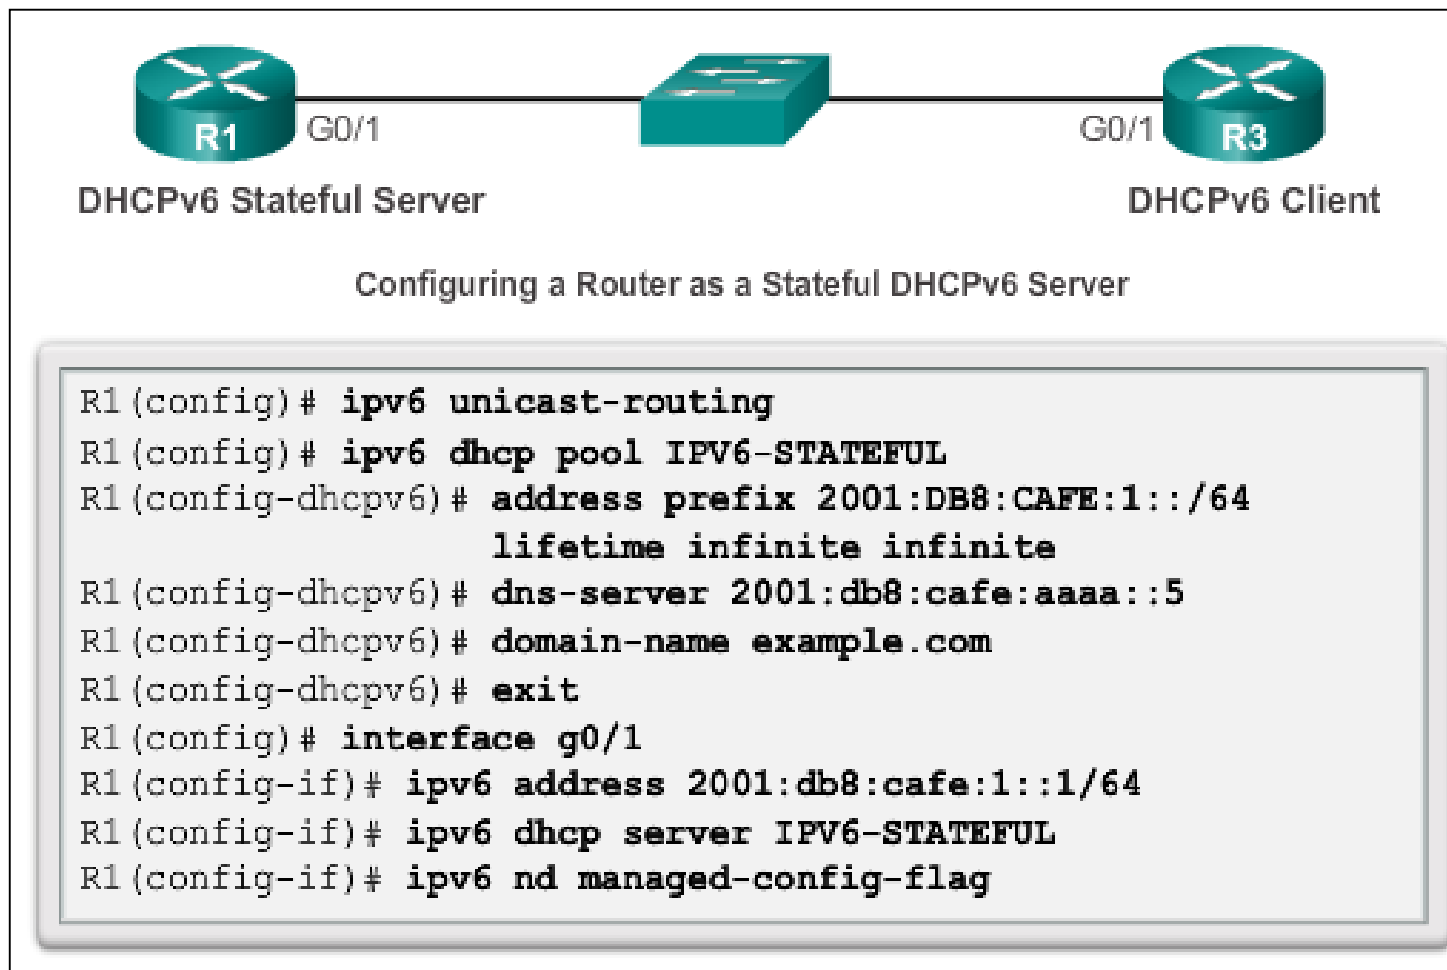 R1
G0/1
G0/1
R3
DHCPv6 Stateful Server
DHCPv6 Client
Configuring a Router as a Stateful DHCPv6 Server
R1(config)# ipv6 unicast-routing
R1(config)# ipv6 dhcp pool IPV6-STATEFUL
R1(config-dhcpv6)# address prefix 2001:DB8:CAFE:1::/64
lifetime infinite infinite
R1(config-dhcpv6)# dns-server 2001:db8:cafe:aaaa::5
R1(config-dhcpv6)# domain-name example.com
R1(config-dhcpv6)# exit
R1(config)# interface g0/1
R1(config-if)# ipv6 address 2001:db8:cafe:1::1/64
R1(config-if)# ipv6 dhcp server IPV6-STATEFUL
R1(config-if)# ipv6 nd managed-config-flag